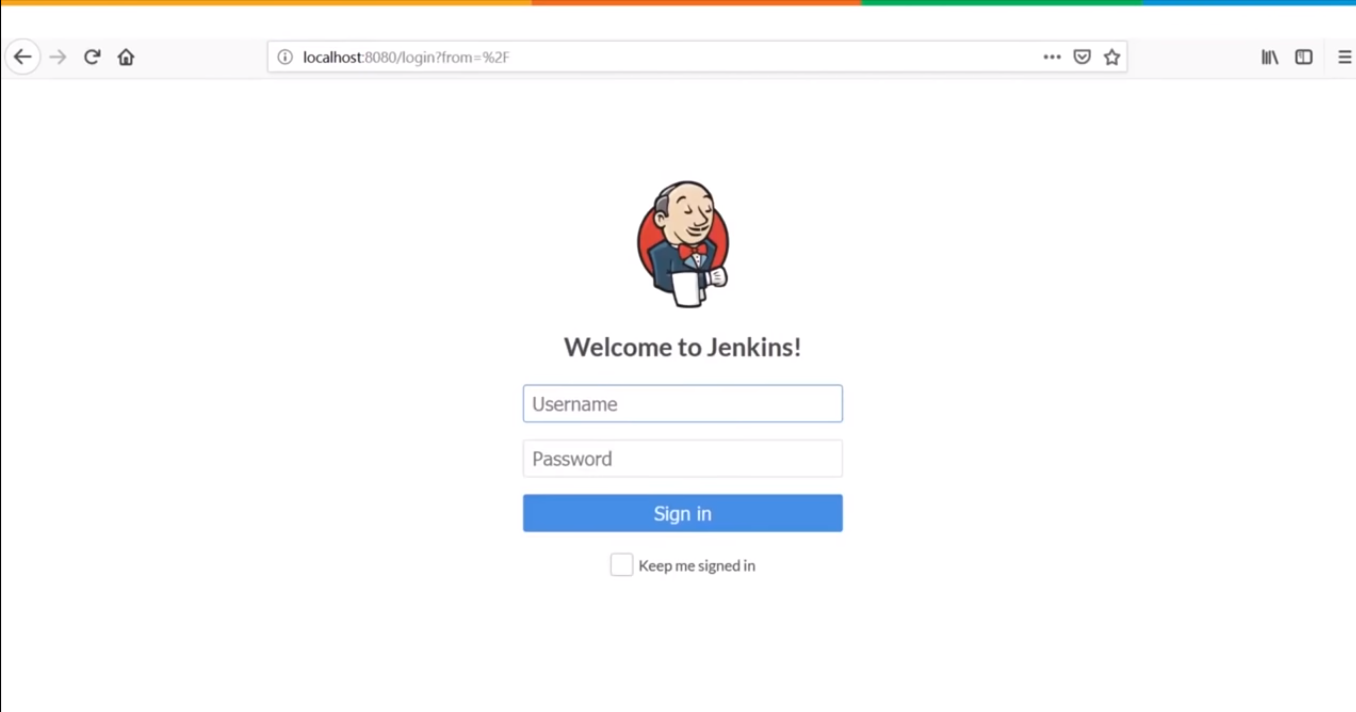 localhost:8080/login?from=%2F
Welcome to Jenkins!
Username
Password
Sign in
Keep me signed in